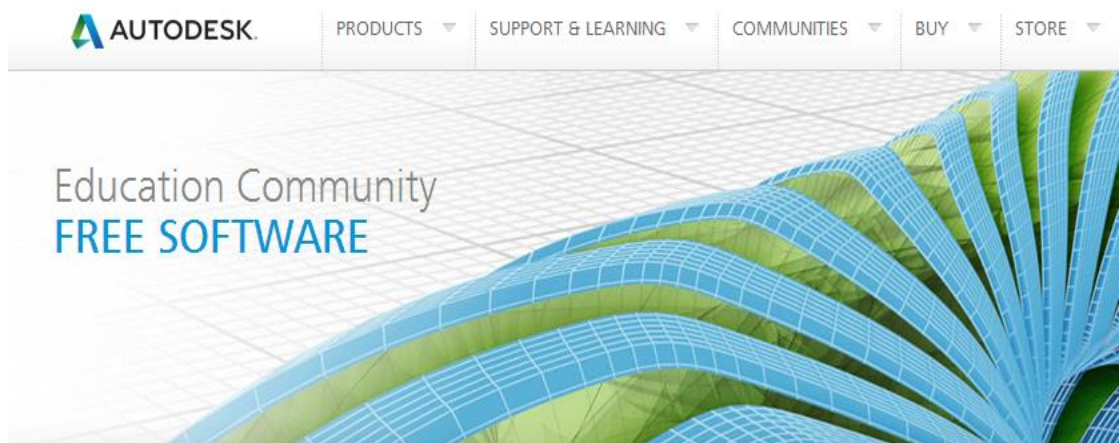 AUTODESK.
PRODUCTS
SUPPORT & LEARNING
COMMUNITIES
BUY
STORE
Education Community
FREE SOFTWARE